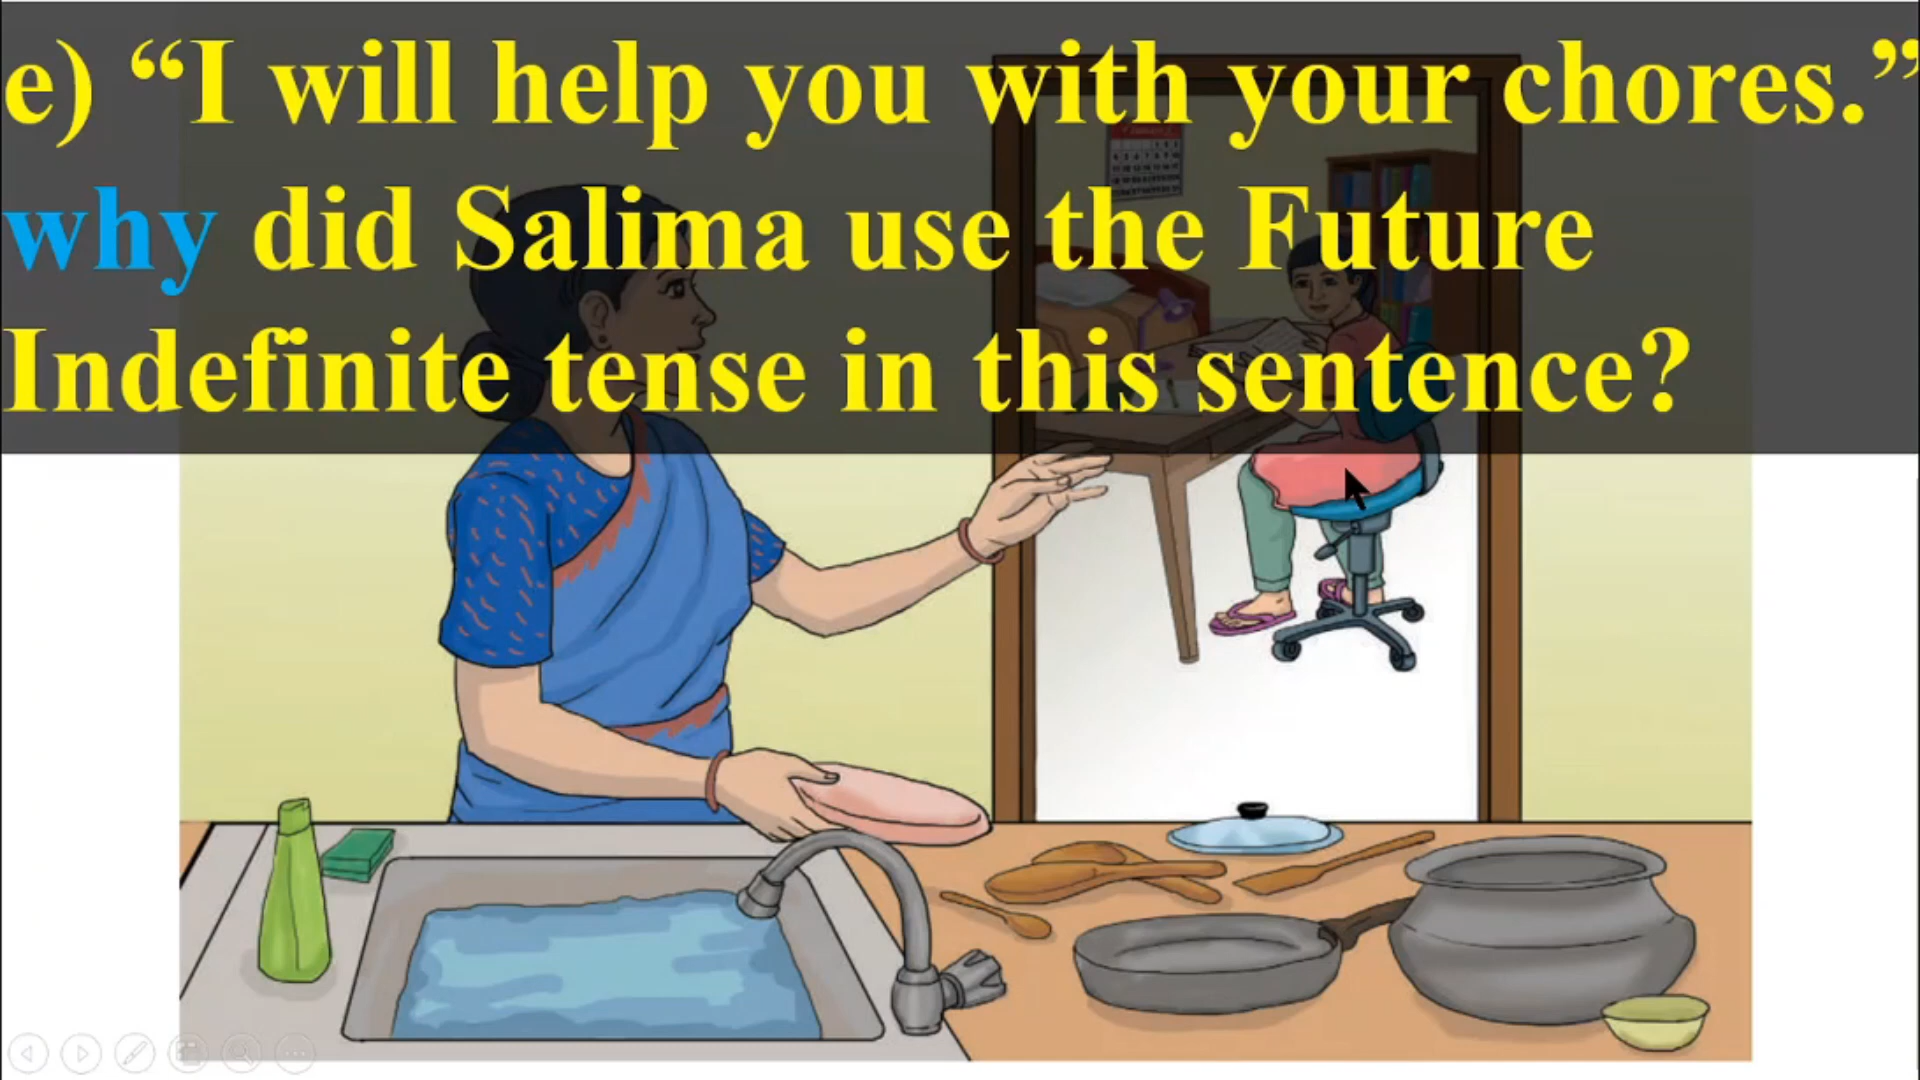 e) “I will help you with your chores.”
why did Salima use the Future
Indefinite tense in this sentence?